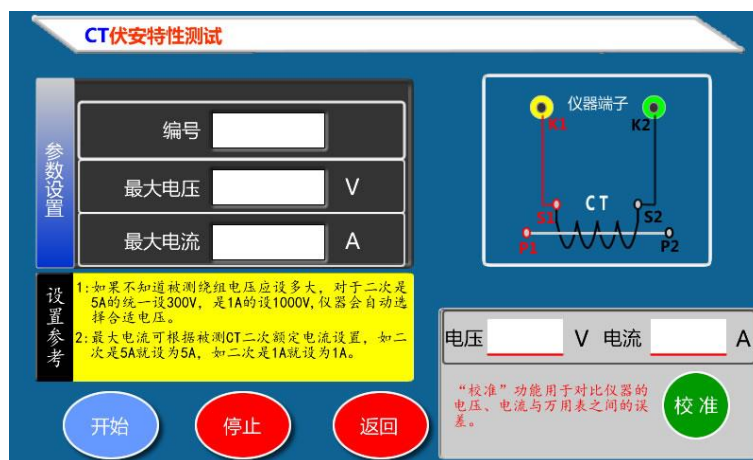 CT伏安特性测试
参数设置
编号
最大电压 V
最大电流 A
设置参考
1:如果不知道被测绕组电压应设多大，对于二次是
5A的统一设300V，是1A的设1000V,仪器会自动选
择合适电压。
2:最大电流可根据被测CT二次额定电流设置，如二
次是5A就设为5A，如二次是1A就设为1A。
开始 停止 返回
仪器端子
K1 K2
CT
S1 S2
P1 P2
电压 V 电流 A
“校准”功能用于对比仪器的
电压、电流与万用表之间的误
差。
校准